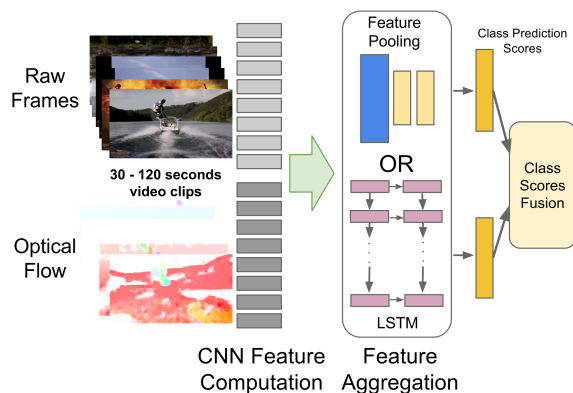 Raw
Frames
30 - 120 seconds
video clips
Optical
Flow
CNN Feature
Computation
Feature
Pooling
OR
LSTM
Feature
Aggregation
Class Prediction
Scores
Class
Scores
Fusion